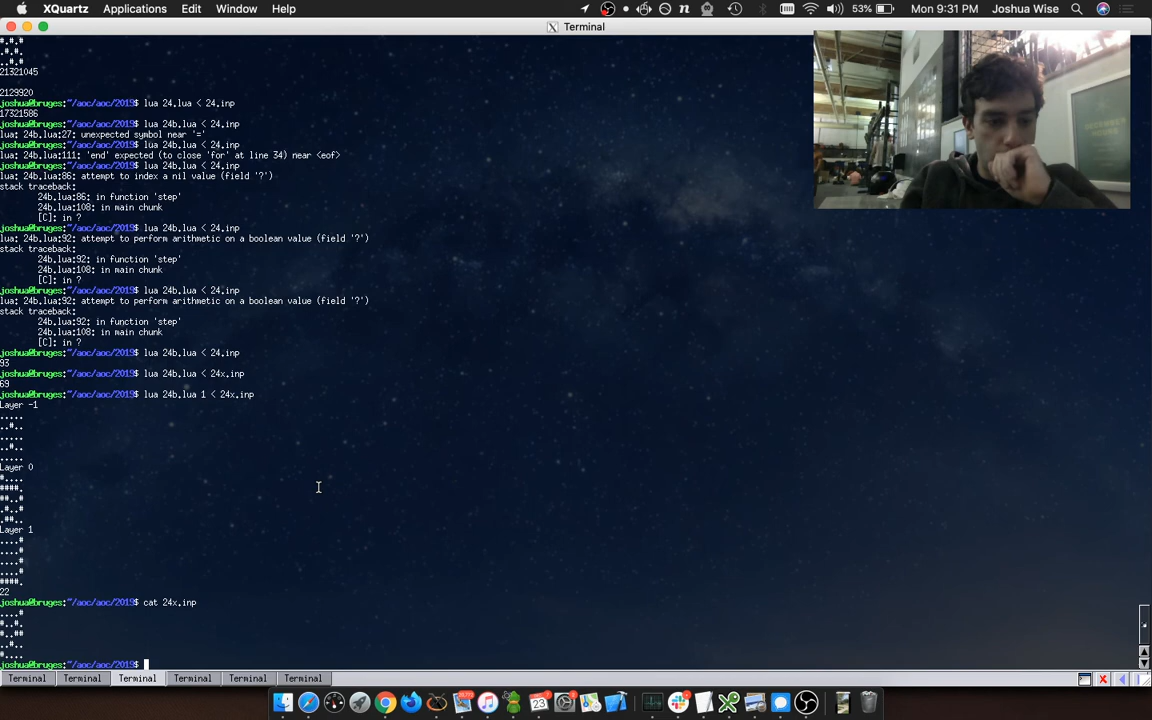 XQuartz Applications Edit Window Help 53% Mon 9:31 PM Joshua Wise
Terminal
#.#.#
.#.#.
..#.#
21321045
2129920
joshua@bruges:~/aoc/aoc/2019$ lua 24.lua < 24.inp
17321586
joshua@bruges:~/aoc/aoc/2019$ lua 24b.lua < 24.inp
lua: 24b.lua:27: unexpected symbol near '='
joshua@bruges:~/aoc/aoc/2019$ lua 24b.lua < 24.inp
lua: 24b.lua:111: 'end' expected (to close 'for' at line 34) near <eof>
joshua@bruges:~/aoc/aoc/2019$ lua 24b.lua < 24.inp
lua: 24b.lua:86: attempt to index a nil value (field '?')
stack traceback:
24b.lua:86: in function 'step'
24b.lua:108: in main chunk
[C]: in ?
joshua@bruges:~/aoc/aoc/2019$ lua 24b.lua < 24.inp
lua: 24b.lua:92: attempt to perform arithmetic on a boolean value (field '?')
stack traceback:
24b.lua:92: in function 'step'
24b.lua:108: in main chunk
[C]: in ?
joshua@bruges:~/aoc/aoc/2019$ lua 24b.lua < 24.inp
lua: 24b.lua:92: attempt to perform arithmetic on a boolean value (field '?')
stack traceback:
24b.lua:92: in function 'step'
24b.lua:108: in main chunk
[C]: in ?
joshua@bruges:~/aoc/aoc/2019$ lua 24b.lua < 24.inp
93
joshua@bruges:~/aoc/aoc/2019$ lua 24b.lua < 24x.inp
69
joshua@bruges:~/aoc/aoc/2019$ lua 24b.lua 1 < 24x.inp
Layer -1
.....
..#..
.....
..#..
.....
Layer 0
#....
####.
##..#
.#..#
.##..
Layer 1
....#
....#
....#
....#
####.
22
joshua@bruges:~/aoc/aoc/2019$ cat 24x.inp
....#
#..#.
#..##
..#..
#....
joshua@bruges:~/aoc/aoc/2019$
Terminal Terminal Terminal Terminal Terminal Terminal